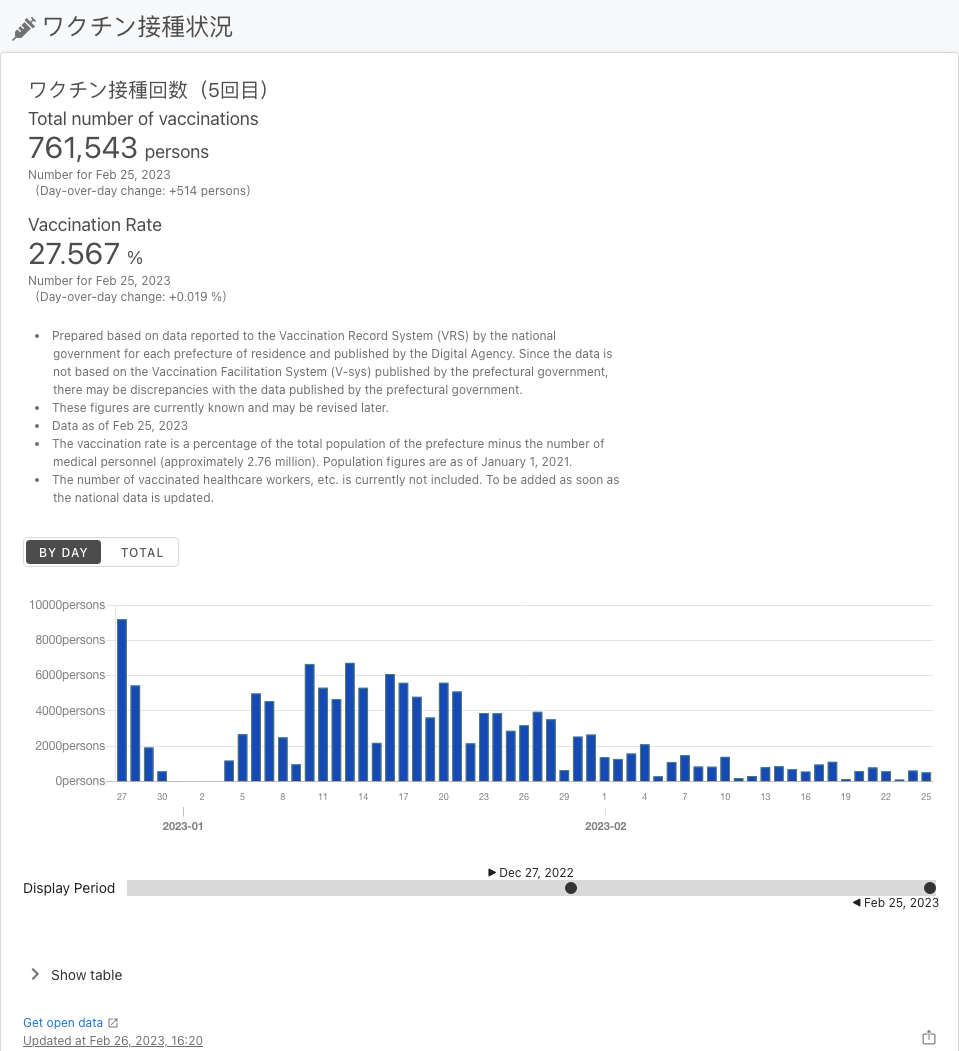 ワクチン接種状況
ワクチン接種回数（5回目）
Total number of vaccinations
761,543 persons
Number for Feb 25, 2023
（Day-over-day change: +514 persons)
Vaccination Rate
27.567 %
Number for Feb 25, 2023
（Day-over-day change: +0.019 %)
• Prepared based on data reported to the Vaccination Record System (VRS) by the national
government for each prefecture of residence and published by the Digital Agency. Since the data is
not based on the Vaccination Facilitation System (V-sys) published by the prefectural government,
there may be discrepancies with the data published by the prefectural government.
• These figures are currently known and may be revised later.
• Data as of Feb 25, 2023
• The vaccination rate is a percentage of the total population of the prefecture minus the number of
medical personnel (approximately 2.76 million). Population figures are as of January 1, 2021.
• The number of vaccinated healthcare workers, etc. is currently not included. To be added as soon as
the national data is updated.
BY DAY TOTAL
10000persons
8000persons
6000persons
4000persons
2000persons
0persons
27 30 2 5 8 11 14 17 20 23 26 29 1 4 7 10 13 16 19 22 25
2023-01 2023-02
Dec 27, 2022
Display Period
Feb 25, 2023
Show table
Get open data
Updated at Feb 26, 2023, 16:20